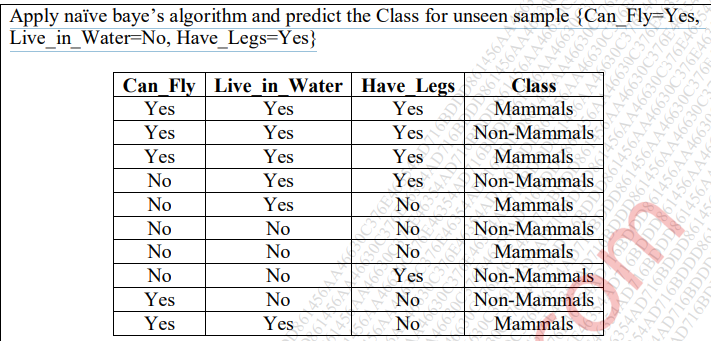 Apply naïve baye’s algorithm and predict the Class for unseen sample {Can_Fly=Yes,
Live_in_Water=No, Have_Legs=Yes}
Can_Fly Live_in_Water Have_Legs Class
Yes Yes Yes Mammals
Yes Yes Yes Non-Mammals
Yes Yes Yes Mammals
No Yes Yes Non-Mammals
No Yes No Mammals
No No No Non-Mammals
No No No Mammals
No No Yes Non-Mammals
Yes No No Non-Mammals
Yes Yes No Mammals
om